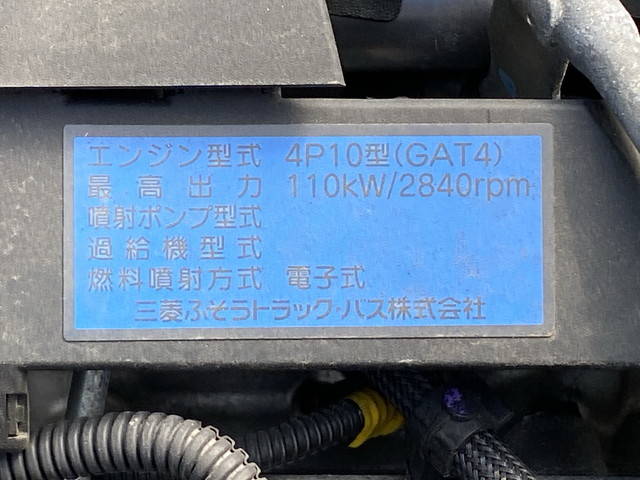 エンジン型式 4P10型(GAT4)
最高出力 110kW/2840rpm
噴射ポンプ型式
過給機型式
燃料噴射方式 電子式
三菱ふそうトラック・バス株式会社